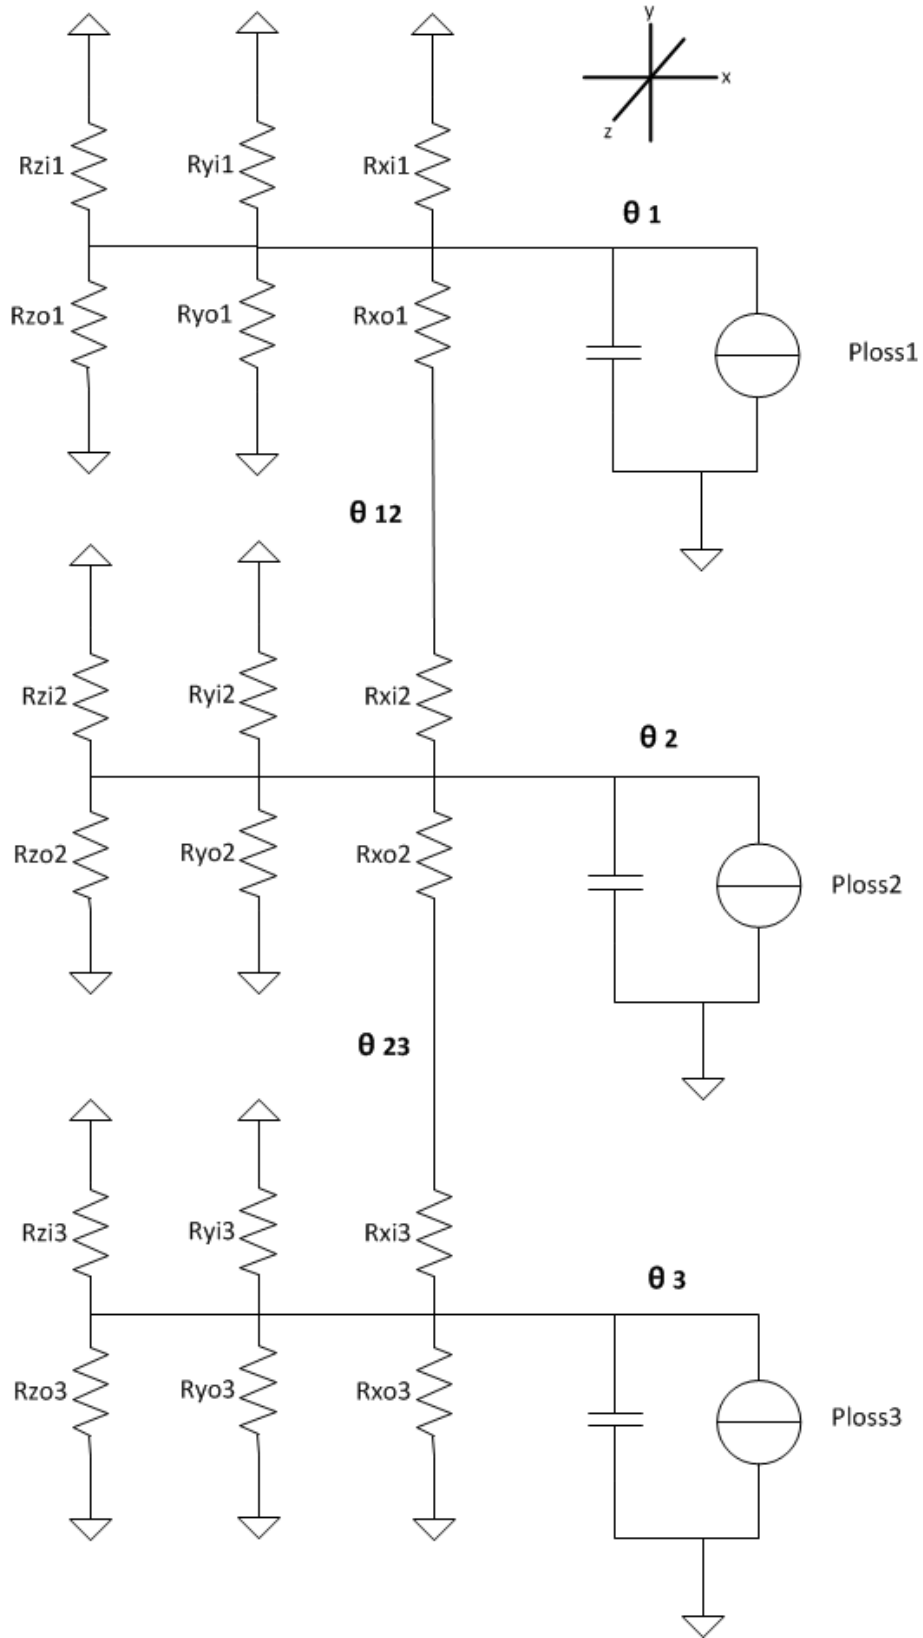 y
x
z
Rzi1 Ryi1 Rxi1
θ 1
Rzo1 Ryo1 Rxo1
Ploss1
θ 12
Rzi2 Ryi2 Rxi2
θ 2
Rzo2 Ryo2 Rxo2
Ploss2
θ 23
Rzi3 Ryi3 Rxi3
θ 3
Rzo3 Ryo3 Rxo3
Ploss3